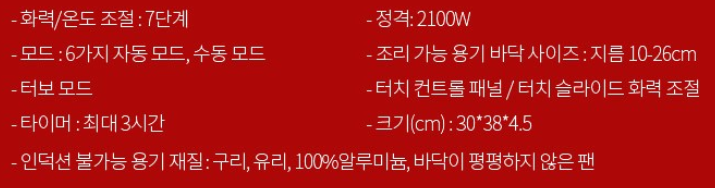 - 화력/온도 조절 : 7단계
- 정격: 2100W
- 모드 : 6가지 자동 모드, 수동 모드
- 조리 가능 용기 바닥 사이즈 : 지름 10-26cm
- 터보 모드
- 터치 컨트롤 패널 / 터치 슬라이드 화력 조절
- 타이머 : 최대 3시간
- 크기(cm) : 30*38*4.5
- 인덕션 불가능 용기 재질 : 구리, 유리, 100%알루미늄, 바닥이 평평하지 않은 팬